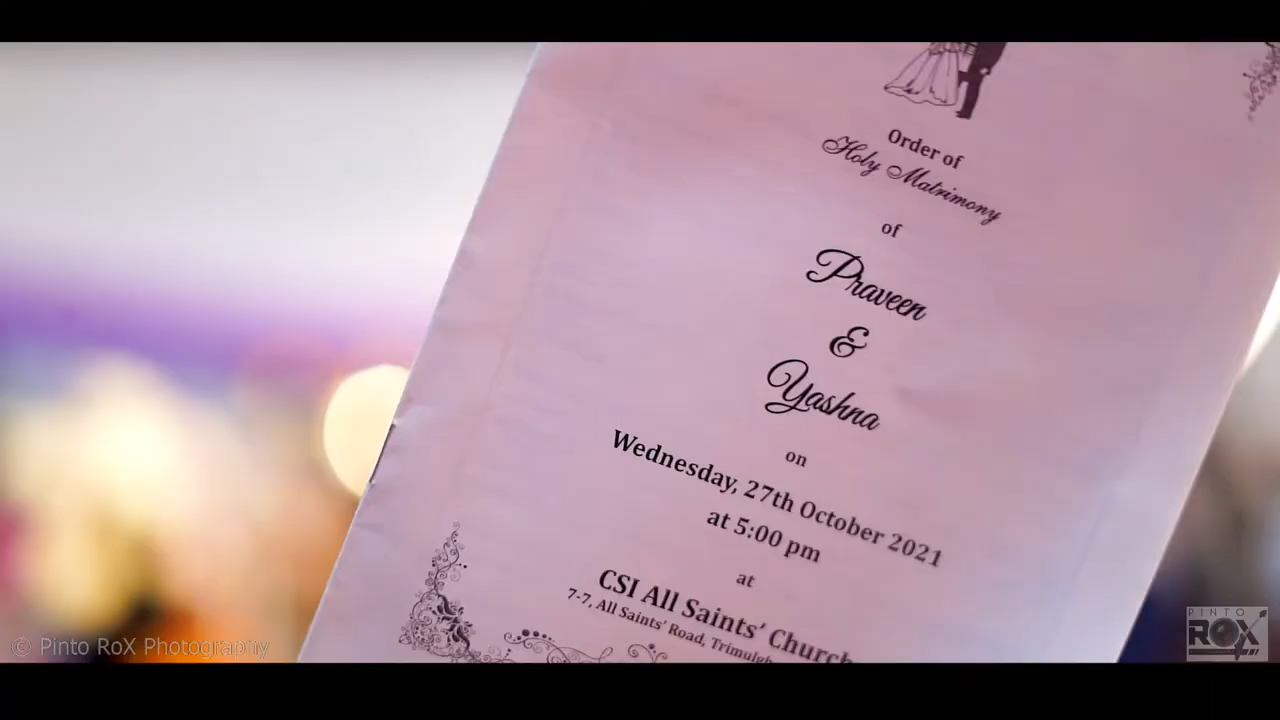 Order of
Holy Matrimony
of
Praveen
&
Yashna
on
Wednesday, 27th October 2021
at 5:00 pm
at
CSI All Saints' Church
7-7, All Saints' Road,
© Pinto RoX Photography
PINTO
ROX